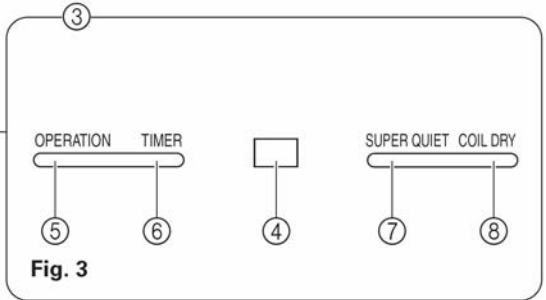 ③
OPERATION TIMER SUPER QUIET COIL DRY
⑤ ⑥ ④ ⑦ ⑧
Fig. 3